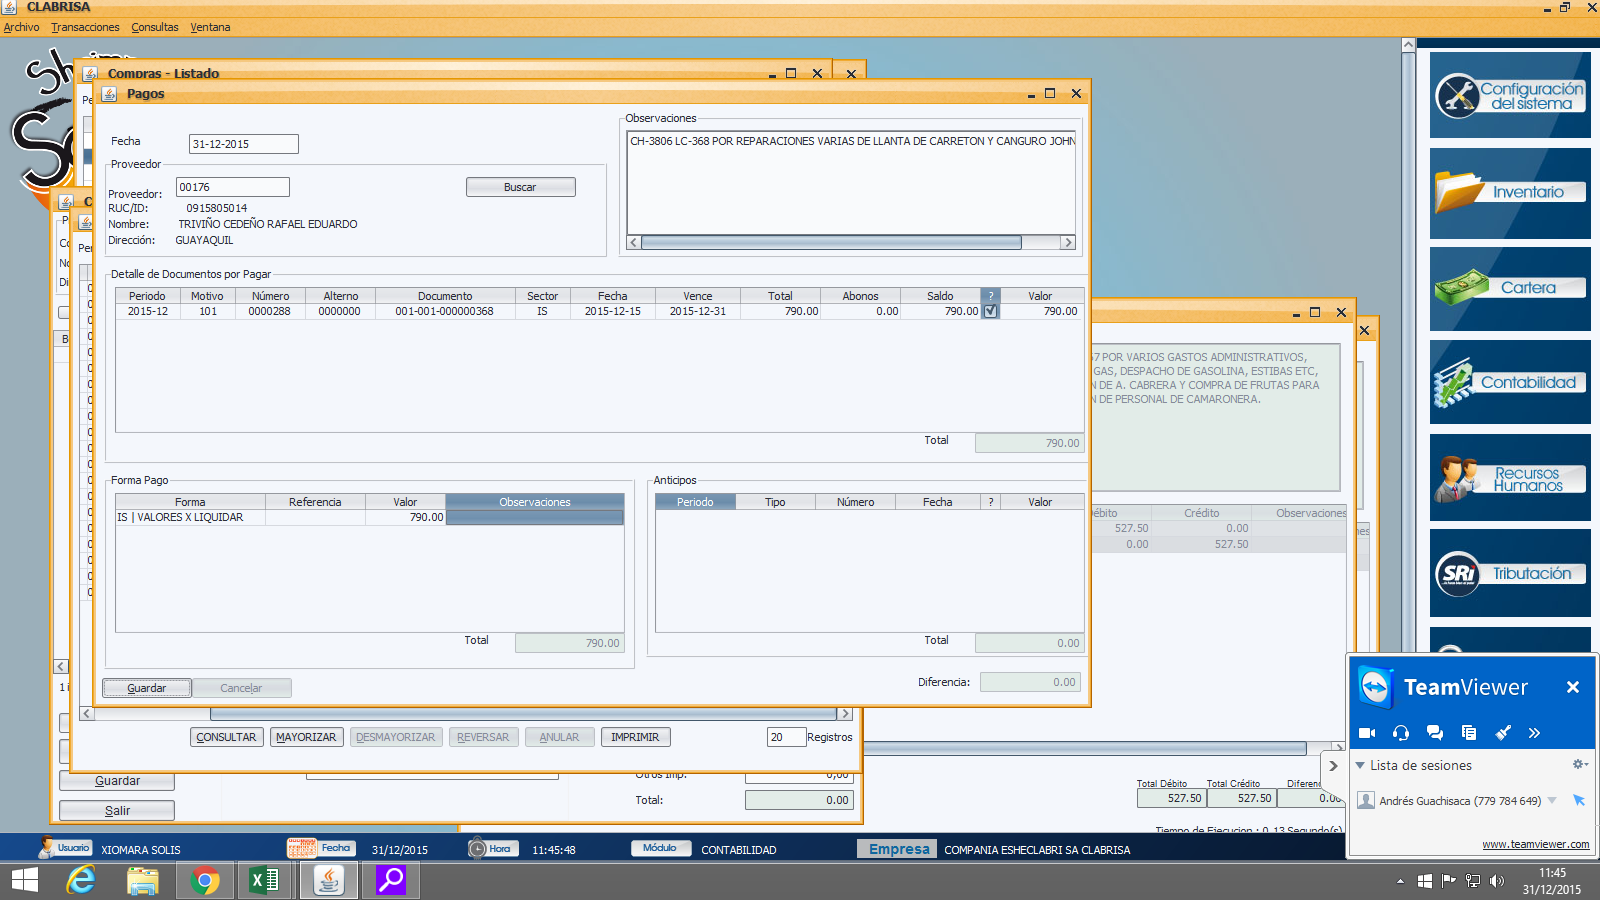 CLABRISA
Archivo Transacciones Consultas Ventana
Compras - Listado
Pagos
Fecha 31-12-2015
Proveedor
Proveedor: 00176 Buscar
RUC/ID: 0915805014
Nombre: TRIVIÑO CEDEÑO RAFAEL EDUARDO
Dirección: GUAYAQUIL
Observaciones
CH-3806 LC-368 POR REPARACIONES VARIAS DE LLANTA DE CARRETON Y CANGURO JOHN
Detalle de Documentos por Pagar
Periodo Motivo Número Alterno Documento Sector Fecha Vence Total Abonos Saldo ? Valor
2015-12 101 0000288 0000000 001-001-000000368 IS 2015-12-15 2015-12-31 790.00 0.00 790.00 790.00
Total 790.00
Forma Pago
Forma Referencia Valor Observaciones
IS | VALORES X LIQUIDAR 790.00
Total 790.00
Anticipos
Periodo Tipo Número Fecha ? Valor
Total 0.00
Guardar Cancelar
Diferencia: 0.00
7 POR VARIOS GASTOS ADMINISTRATIVOS,
GAS, DESPACHO DE GASOLINA, ESTIBAS ETC,
N DE A. CABRERA Y COMPRA DE FRUTAS PARA
N DE PERSONAL DE CAMARONERA.
ébito Crédito Observaciones
527.50 0.00
0.00 527.50
CONSULTAR MAYORIZAR DESMAYORIZAR REVERSAR ANULAR IMPRIMIR 20 Registros
Guardar
Salir
Otros Imp. 0,00
Total: 0.00
Total Débito Total Crédito Diferen
527.50 527.50 0.00
Tiempo de Ejecucion : 0, 13 Segundo(s)
Configuración del sistema
Inventario
Cartera
Contabilidad
Recursos Humanos
SRi Tributación
TeamViewer
Lista de sesiones
Andrés Guachisaca (779 784 649)
www.teamviewer.com
Usuario XIOMARA SOLIS Fecha 31/12/2015 Hora 11:45:48 Módulo CONTABILIDAD Empresa COMPANIA ESHECLABRI SA CLABRISA
11:45
31/12/2015